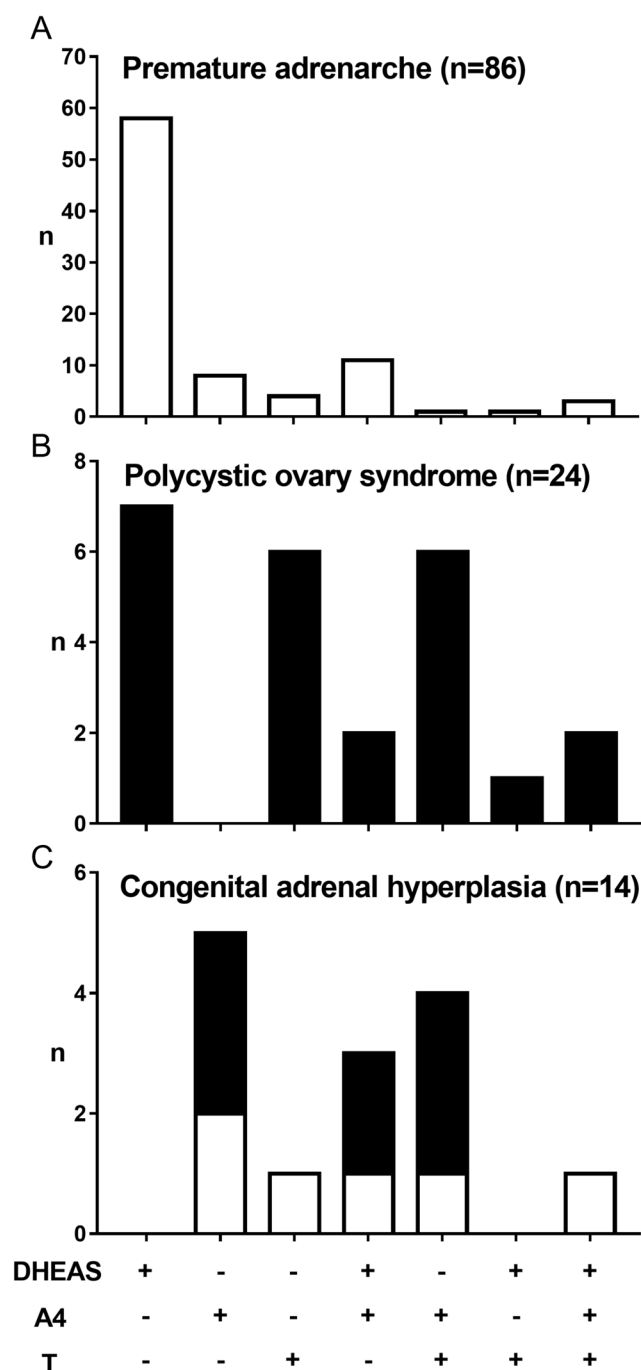 A
Premature adrenarche (n=86)
70
60
50
40
n
30
20
10
0
B
Polycystic ovary syndrome (n=24)
8
6
n 4
2
0
C
Congenital adrenal hyperplasia (n=14)
6
4
n
2
0
DHEAS + - - + - + +
A4 - + - + + - +
T - - + - + + +